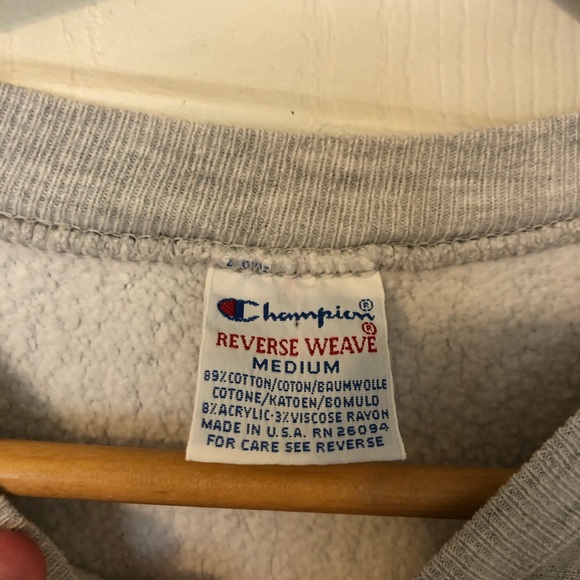 Champion®
REVERSE WEAVE®
MEDIUM
89% COTTON/COTON/BAUMWOLLE
COTONE/KATOEN/BOMULD
8% ACRYLIC·3% VISCOSE RAYON
MADE IN U.S.A. RN 26094
FOR CARE SEE REVERSE